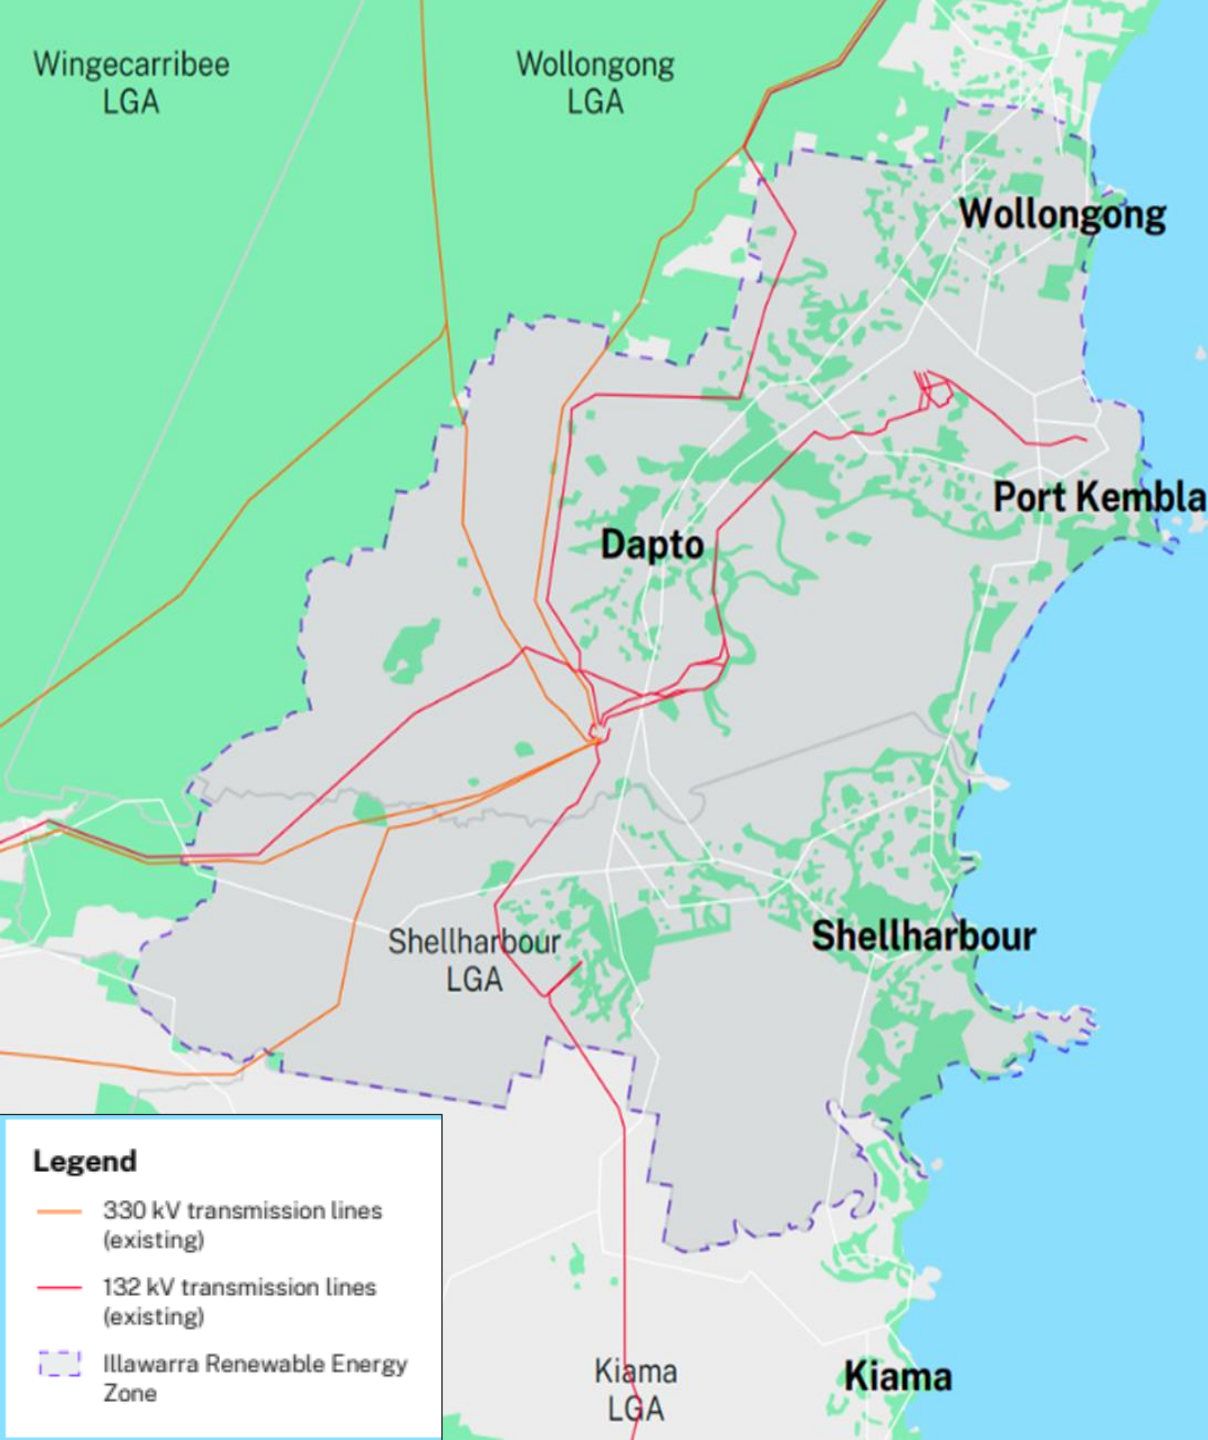 Wingecarribee
LGA
Wollongong
LGA
Wollongong
Port Kembla
Dapto
Shellharbour
LGA
Shellharbour
Legend
330 kV transmission lines
(existing)
132 kV transmission lines
(existing)
Illawarra Renewable Energy
Zone
Kiama
LGA
Kiama